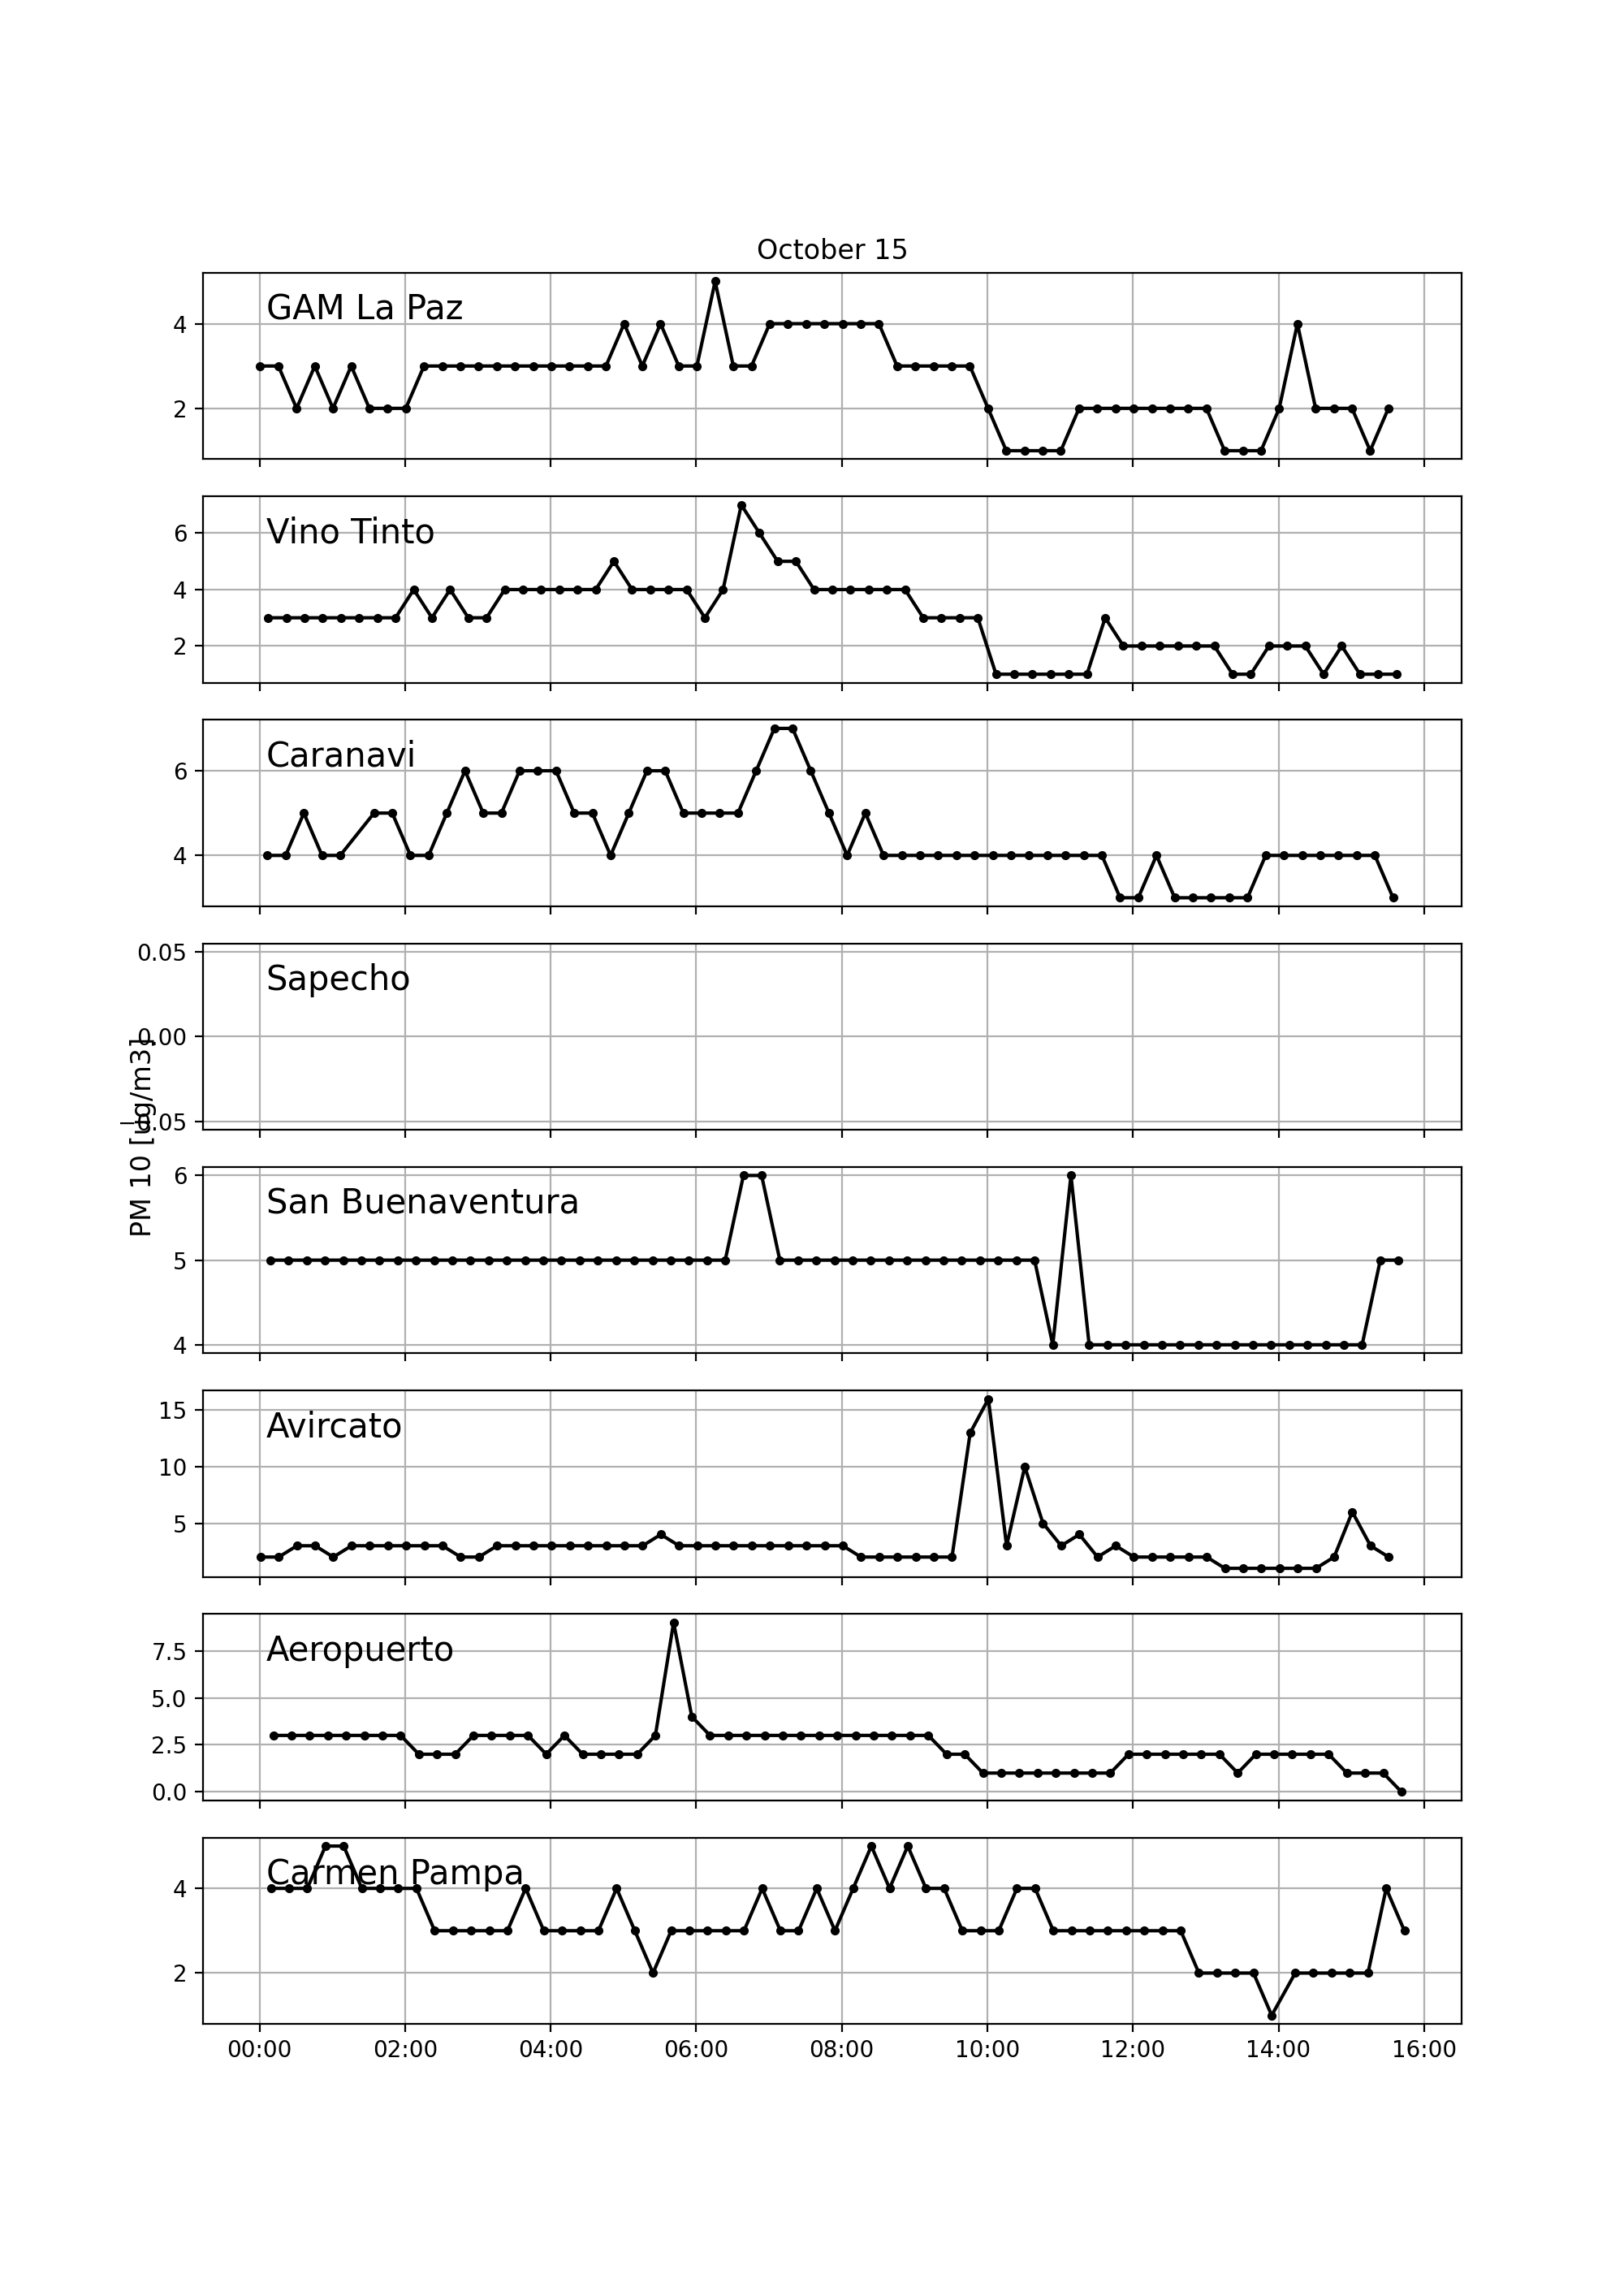 October 15
GAM La Paz
4
2
Vino Tinto
6
4
2
Caranavi
6
4
Sapecho
0.05
0.00
−0.05
PM 10 [ug/m3]
San Buenaventura
6
5
4
Avircato
15
10
5
Aeropuerto
7.5
5.0
2.5
0.0
Carmen Pampa
4
2
00:00 02:00 04:00 06:00 08:00 10:00 12:00 14:00 16:00